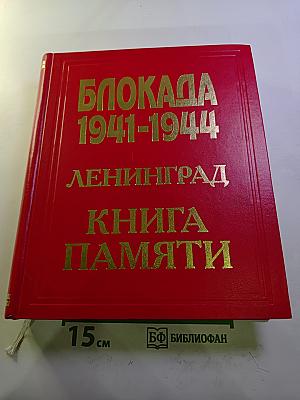 БЛОКАДА
1941-1944
ЛЕНИНГРАД
КНИГА
ПАМЯТИ
15 см
БФ БИБЛИОФАН